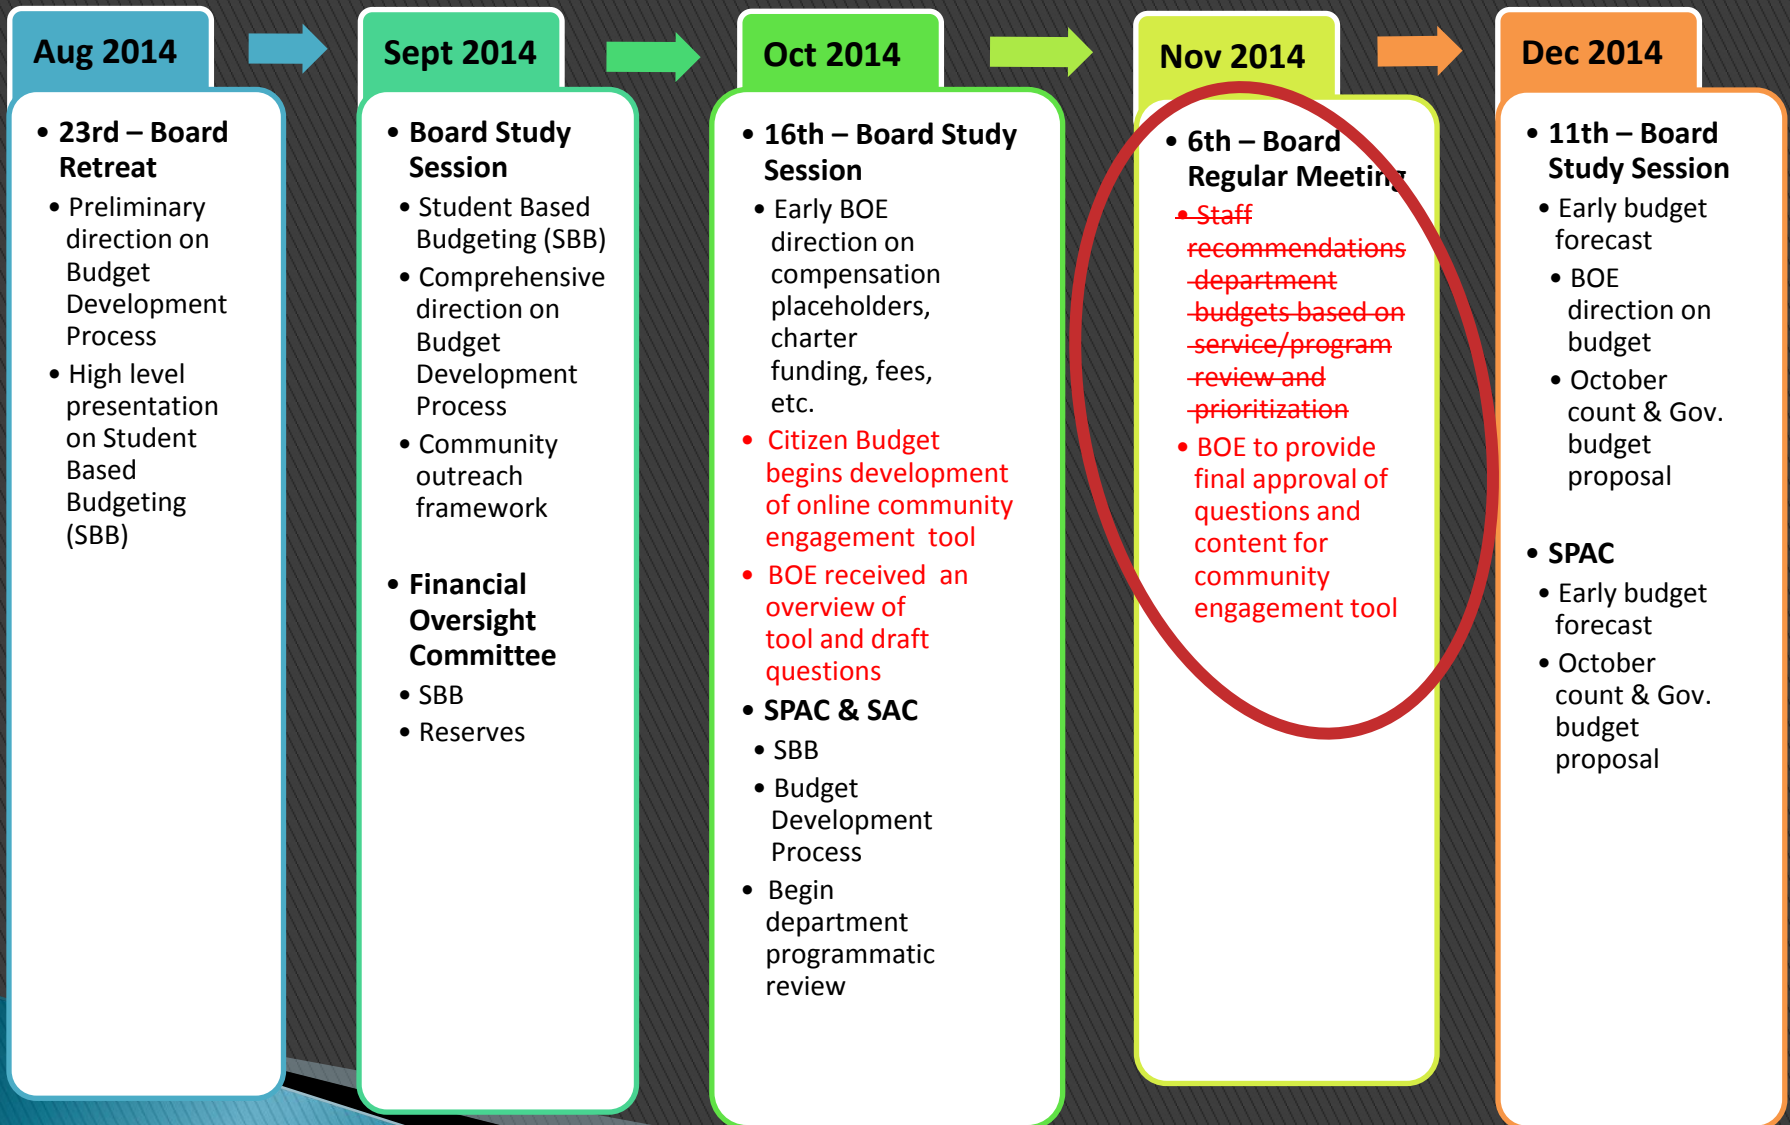 Aug 2014
• 23rd – Board
Retreat
• Preliminary
direction on
Budget
Development
Process
• High level
presentation
on Student
Based
Budgeting
(SBB)
Sept 2014
• Board Study
Session
• Student Based
Budgeting (SBB)
• Comprehensive
direction on
Budget
Development
Process
• Community
outreach
framework
• Financial
Oversight
Committee
• SBB
• Reserves
Oct 2014
• 16th – Board Study
Session
• Early BOE
direction on
compensation
placeholders,
charter
funding, fees,
etc.
• Citizen Budget
begins development
of online community
engagement tool
• BOE received an
overview of
tool and draft
questions
• SPAC & SAC
• SBB
• Budget
Development
Process
• Begin
department
programmatic
review
Nov 2014
• 6th – Board
Regular Meeting
• Staff
recommendations
department
budgets based on
service/program
review and
prioritization
• BOE to provide
final approval of
questions and
content for
community
engagement tool
Dec 2014
• 11th – Board
Study Session
• Early budget
forecast
• BOE
direction on
budget
• October
count & Gov.
budget
proposal
• SPAC
• Early budget
forecast
• October
count & Gov.
budget
proposal